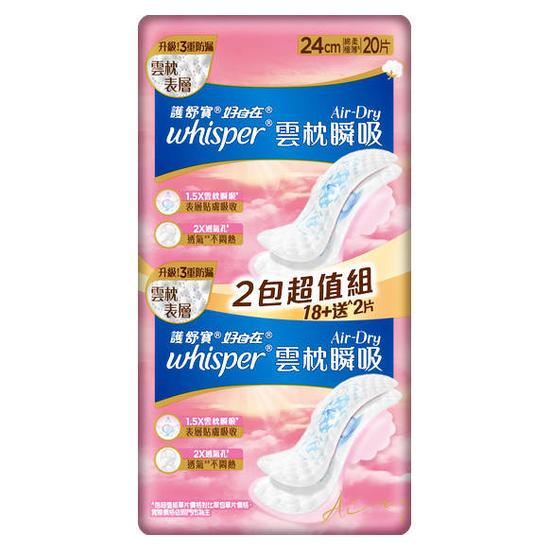 升級!3重防漏
雲枕
表層
24cm 綿柔極薄 20片
護舒寶® 好自在®
Air-Dry
whisper® 雲枕瞬吸
1.5X雲枕瞬吸*
表層貼膚吸收
2X透氣孔*
透氣**不悶熱
升級!3重防漏
雲枕
表層
2包超值組
18+送^2片
護舒寶® 好自在®
Air-Dry
whisper® 雲枕瞬吸
1.5X雲枕瞬吸*
表層貼膚吸收
2X透氣孔*
透氣**不悶熱